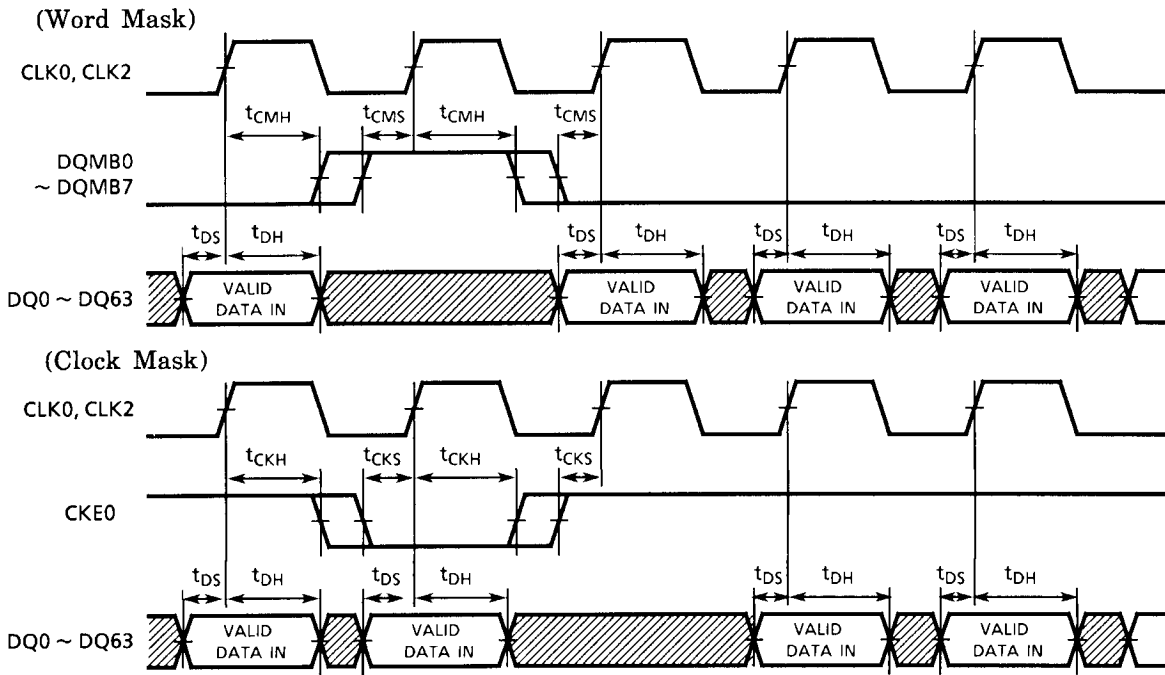 (Word Mask)
CLK0, CLK2
tCMH tCMS tCMH tCMS
DQMB0
~ DQMB7
tDS tDH tDS tDH tDS tDH tDS tDH
DQ0 ~ DQ63
VALID DATA IN
VALID DATA IN
VALID DATA IN
VALID DATA IN
(Clock Mask)
CLK0, CLK2
tCKH tCKS tCKH tCKS
CKE0
tDS tDH tDS tDH tDS tDH tDS tDH
DQ0 ~ DQ63
VALID DATA IN
VALID DATA IN
VALID DATA IN
VALID DATA IN